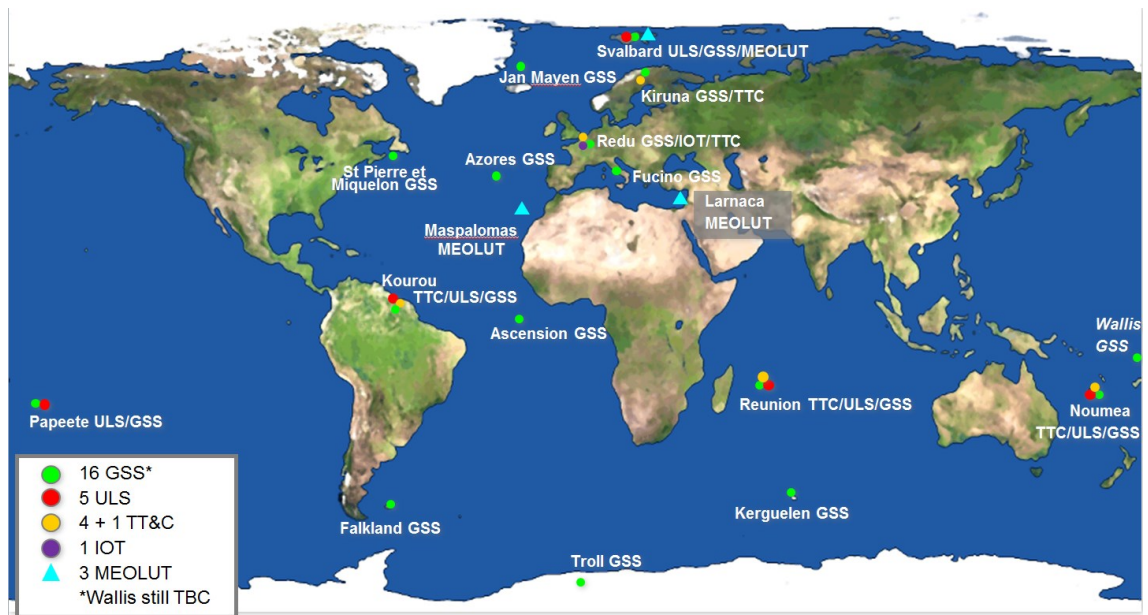 Svalbard ULS/GSS/MEOLUT
Jan Mayen GSS
Kiruna GSS/TTC
Redu GSS/IOT/TTC
Azores GSS
St Pierre et
Miquelon GSS
Fucino GSS
Larnaca
MEOLUT
Maspalomas
MEOLUT
Kourou
TTC/ULS/GSS
Ascension GSS
Wallis
GSS
Reunion TTC/ULS/GSS
Noumea
TTC/ULS/GSS
Papeete ULS/GSS
Falkland GSS
Kerguelen GSS
Troll GSS
16 GSS*
5 ULS
4 + 1 TT&C
1 IOT
3 MEOLUT
*Wallis still TBC